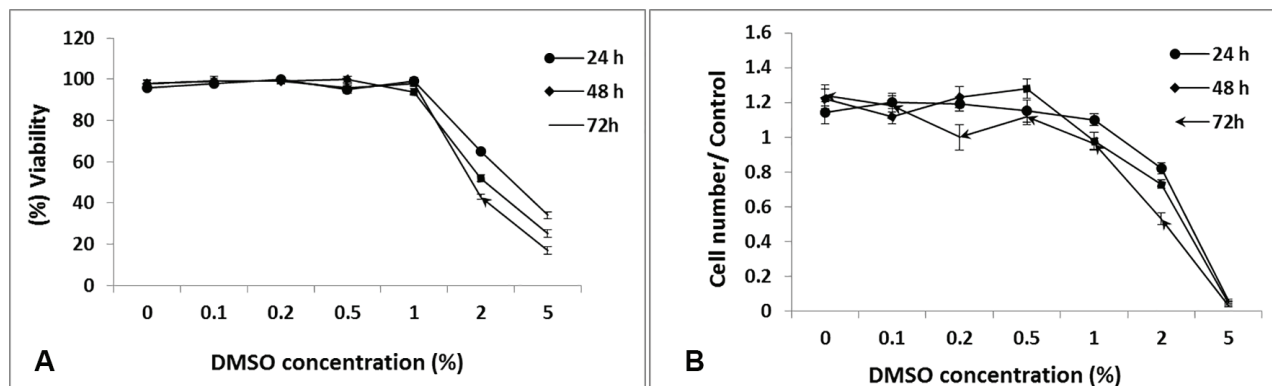 120
100
80
60
40
20
0
(%) Viability
24 h
48 h
72h
0 0.1 0.2 0.5 1 2 5
DMSO concentration (%)
A
1.6
1.4
1.2
1
0.8
0.6
0.4
0.2
0
Cell number/ Control
24 h
48 h
72h
0 0.1 0.2 0.5 1 2 5
DMSO concentration (%)
B